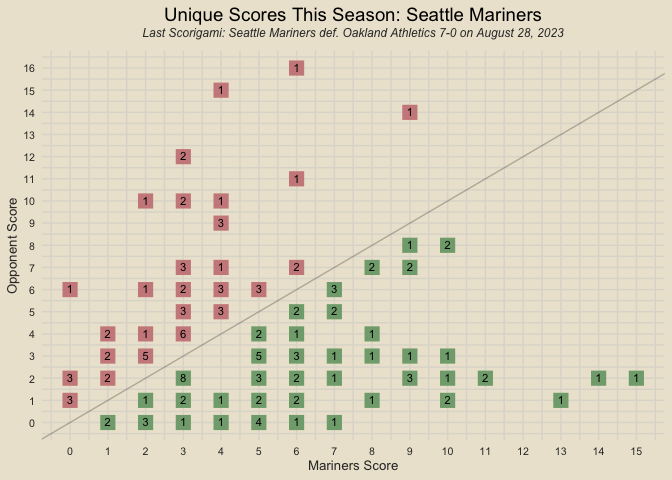 Unique Scores This Season: Seattle Mariners
Last Scorigami: Seattle Mariners def. Oakland Athletics 7-0 on August 28, 2023
16 1
15 1
14 1
13
12 2
11 1
10 1 2 1
9 3
8 1 2
7 3 1 2 2 2
6 1 1 2 3 3 3
5 3 3 2 2
4 2 1 6 2 1 1
3 2 5 5 3 1 1 1 1
2 3 2 8 3 2 1 3 1 2 1 1
1 3 1 2 1 2 2 1 2 1
0 2 3 1 1 4 1 1
Opponent Score
0 1 2 3 4 5 6 7 8 9 10 11 12 13 14 15
Mariners Score